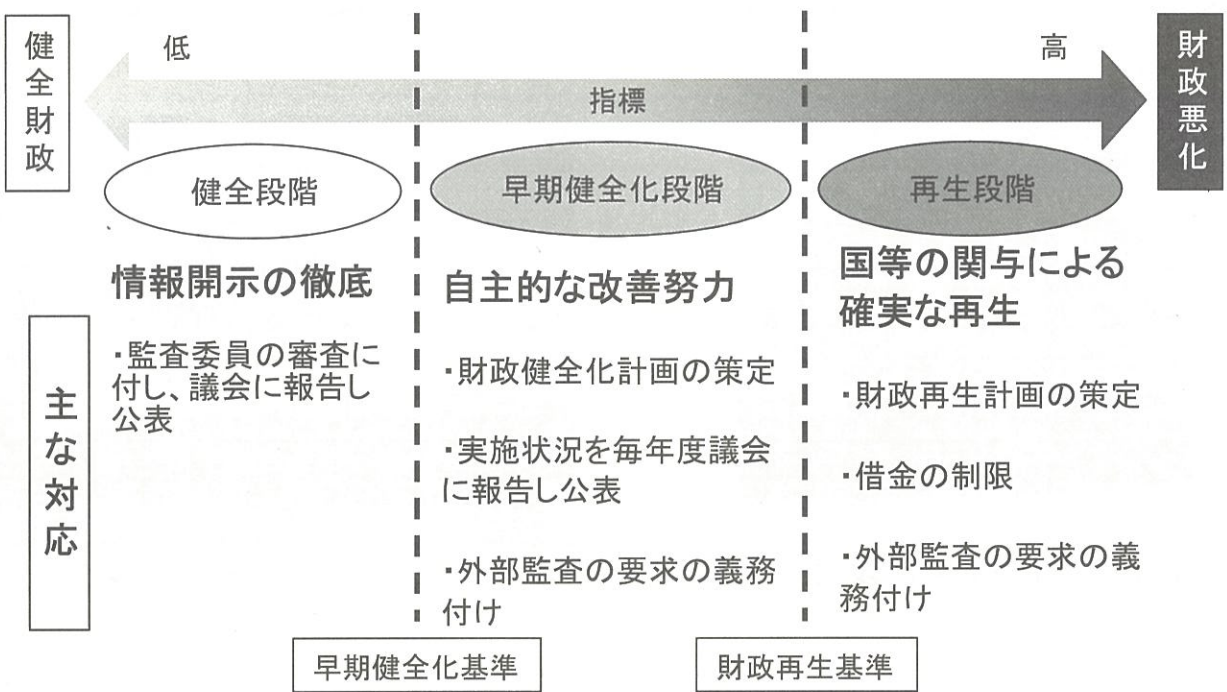 健全財政
低
高
指標
財政悪化
健全段階
早期健全化段階
再生段階
主な対応
情報開示の徹底
・監査委員の審査に
付し、議会に報告し
公表
自主的な改善努力
・財政健全化計画の策定
・実施状況を毎年度議会
に報告し公表
・外部監査の要求の義務
付け
国等の関与による
確実な再生
・財政再生計画の策定
・借金の制限
・外部監査の要求の義
務付け
早期健全化基準
財政再生基準